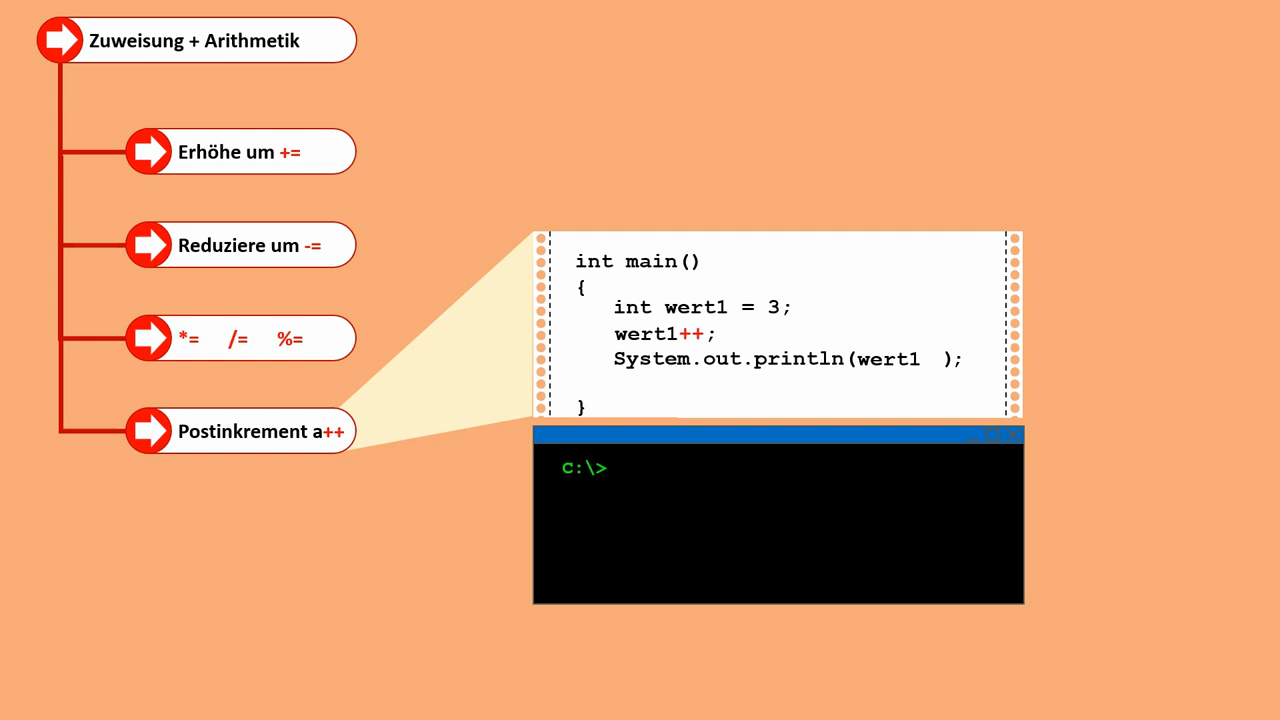 Zuweisung + Arithmetik
Erhöhe um +=
Reduziere um -=
*= /= %=
Postinkrement a++
int main()
{
int wert1 = 3;
wert1++;
System.out.println(wert1 );
}
C:\>